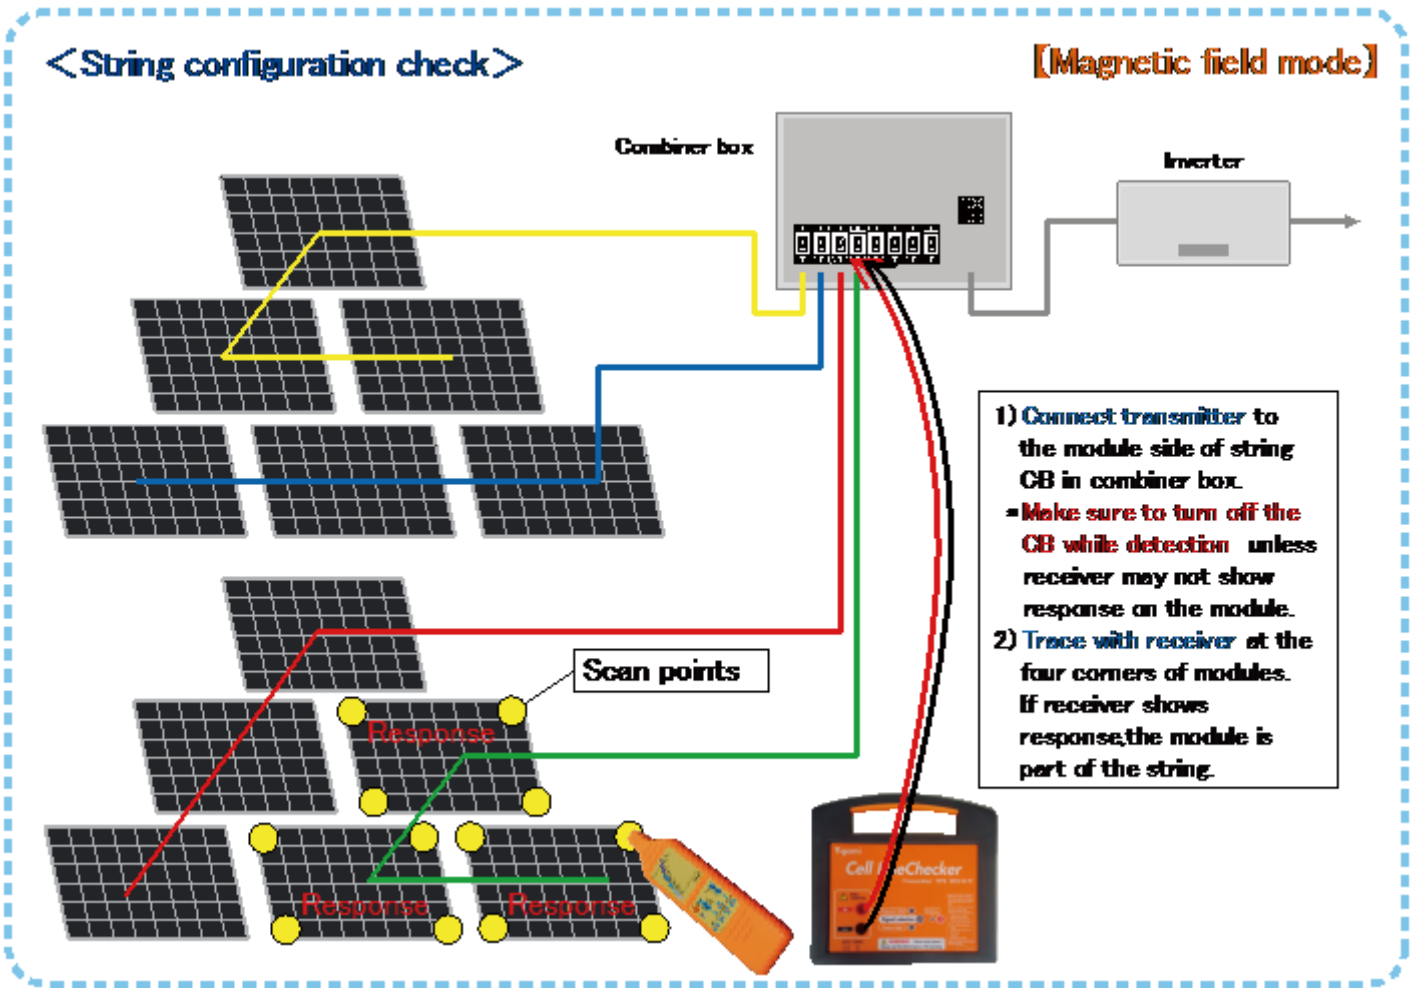 <String configuration check>
【Magnetic field mode】
Combiner box
Inverter
1) Connect transmitter to
the module side of string
CB in combiner box.
Make sure to turn off the
CB while detection unless
receiver may not show
response on the module.
2) Trace with receiver at the
four corners of modules.
If receiver shows
response,the module is
part of the string.
Scan points
Response
Response
Response
Cell LineChecker